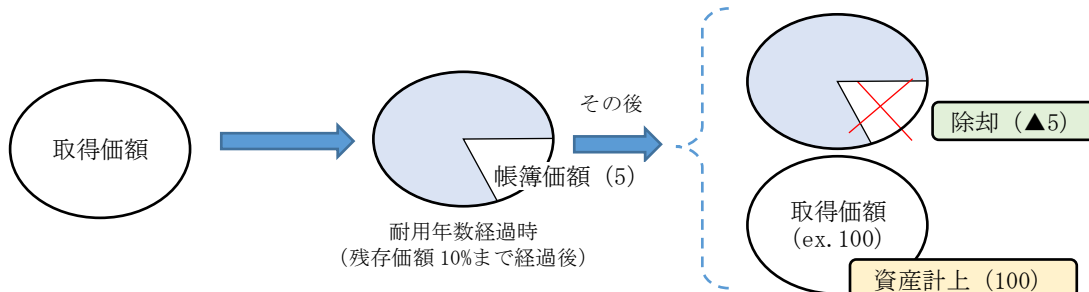 取得価額
帳簿価額（5）
耐用年数経過時
（残存価額 10%まで経過後）
その後
除却（▲5）
取得価額
（ex.100）
資産計上（100）